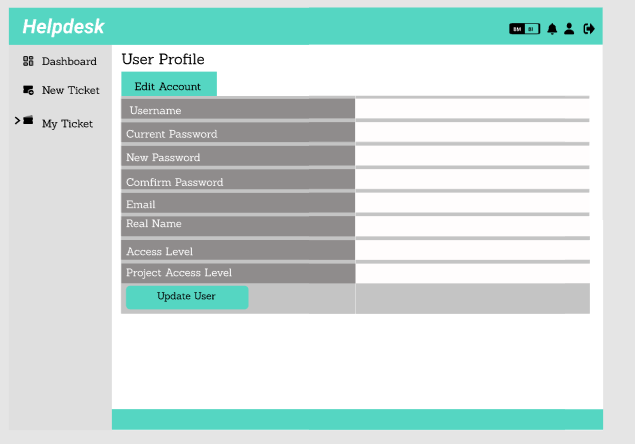 Helpdesk
BM BI
Dashboard
New Ticket
My Ticket
User Profile
Edit Account
Username
Current Password
New Password
Comfirm Password
Email
Real Name
Access Level
Project Access Level
Update User